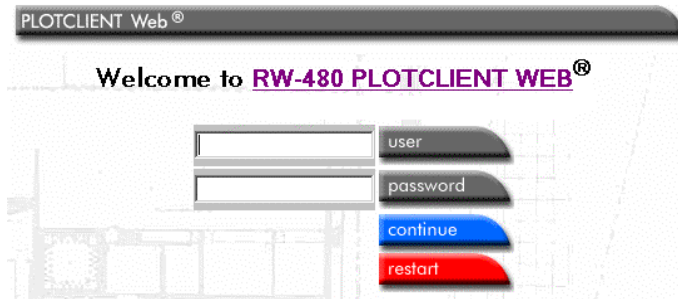 PLOTCLIENT Web®
Welcome to RW-480 PLOTCLIENT WEB®
user
password
continue
restart